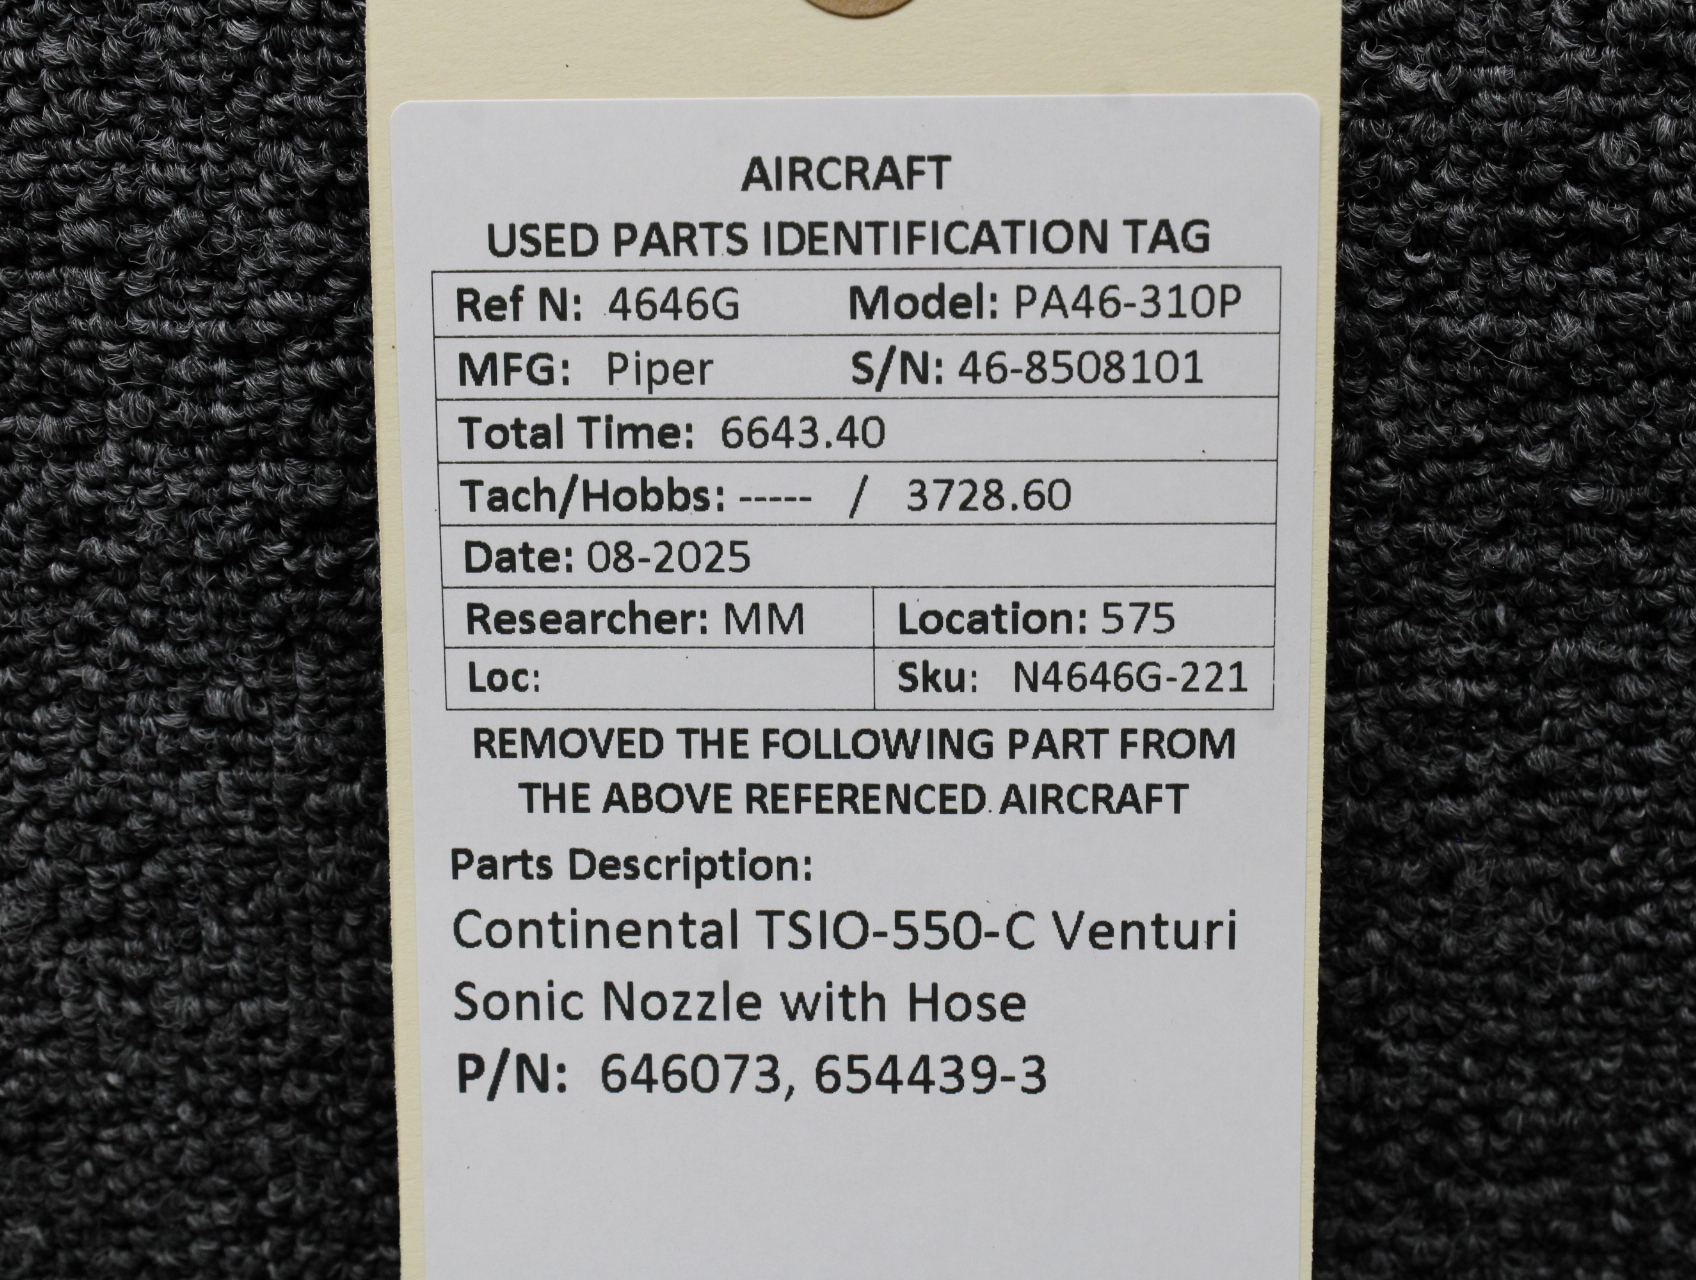 AIRCRAFT
USED PARTS IDENTIFICATION TAG
Ref N: 4646G Model: PA46-310P
MFG: Piper S/N: 46-8508101
Total Time: 6643.40
Tach/Hobbs: ----- / 3728.60
Date: 08-2025
Researcher: MM Location: 575
Loc: Sku: N4646G-221
REMOVED THE FOLLOWING PART FROM
THE ABOVE REFERENCED AIRCRAFT
Parts Description:
Continental TSIO-550-C Venturi
Sonic Nozzle with Hose
P/N: 646073, 654439-3